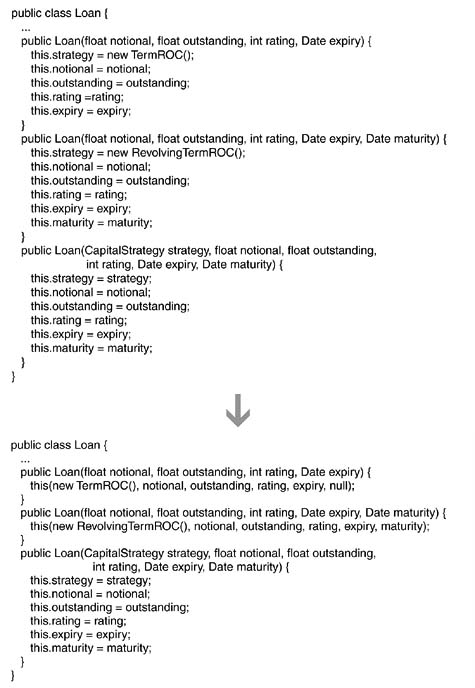 public class Loan {
...
public Loan(float notional, float outstanding, int rating, Date expiry) {
this.strategy = new TermROC();
this.notional = notional;
this.outstanding = outstanding;
this.rating =rating;
this.expiry = expiry;
}
public Loan(float notional, float outstanding, int rating, Date expiry, Date maturity) {
this.strategy = new RevolvingTermROC();
this.notional = notional;
this.outstanding = outstanding;
this.rating = rating;
this.expiry = expiry;
this.maturity = maturity;
}
public Loan(CapitalStrategy strategy, float notional, float outstanding,
int rating, Date expiry, Date maturity) {
this.strategy = strategy;
this.notional = notional;
this.outstanding = outstanding;
this.rating = rating;
this.expiry = expiry;
this.maturity = maturity;
}
}
public class Loan {
...
public Loan(float notional, float outstanding, int rating, Date expiry) {
this(new TermROC(), notional, outstanding, rating, expiry, null);
}
public Loan(float notional, float outstanding, int rating, Date expiry, Date maturity) {
this(new RevolvingTermROC(), notional, outstanding, rating, expiry, maturity);
}
public Loan(CapitalStrategy strategy, float notional, float outstanding,
int rating, Date expiry, Date maturity) {
this.strategy = strategy;
this.notional = notional;
this.outstanding = outstanding;
this.rating = rating;
this.expiry = expiry;
this.maturity = maturity;
}
}